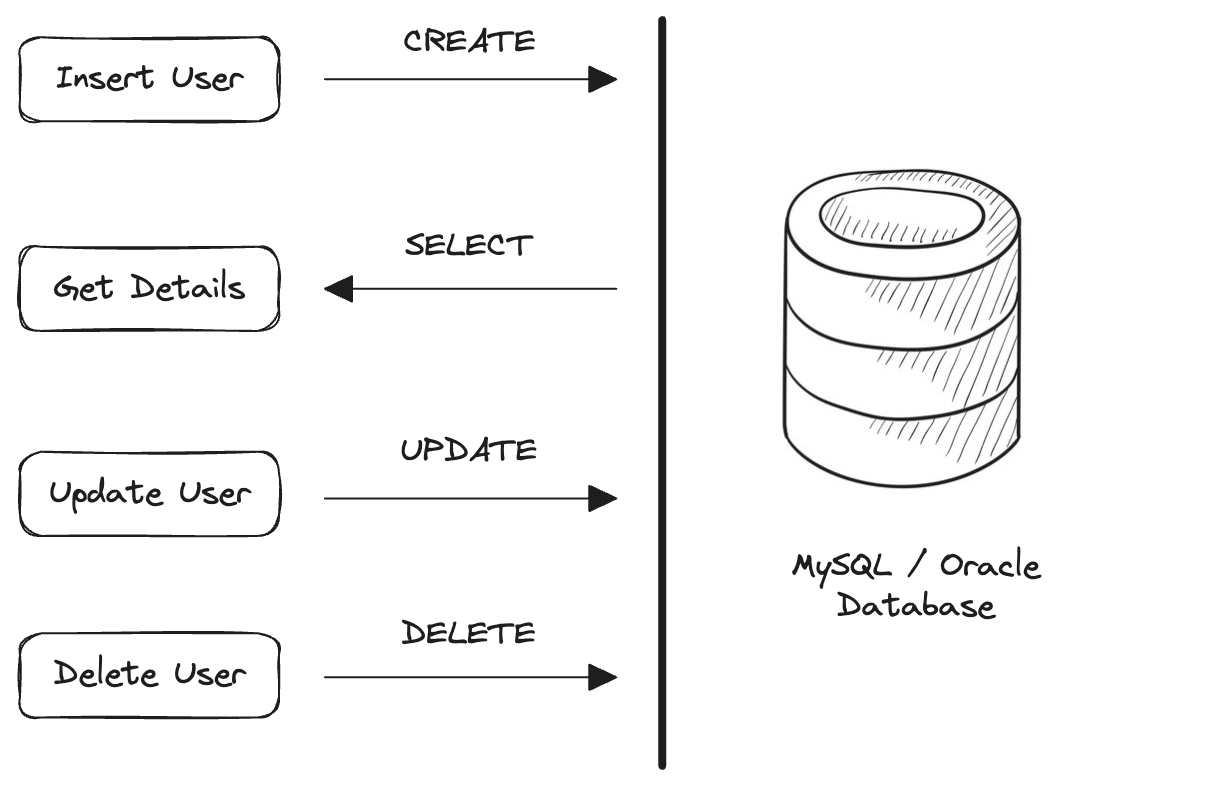 Insert User
CREATE
Get Details
SELECT
Update User
UPDATE
Delete User
DELETE
MySQL / Oracle
Database